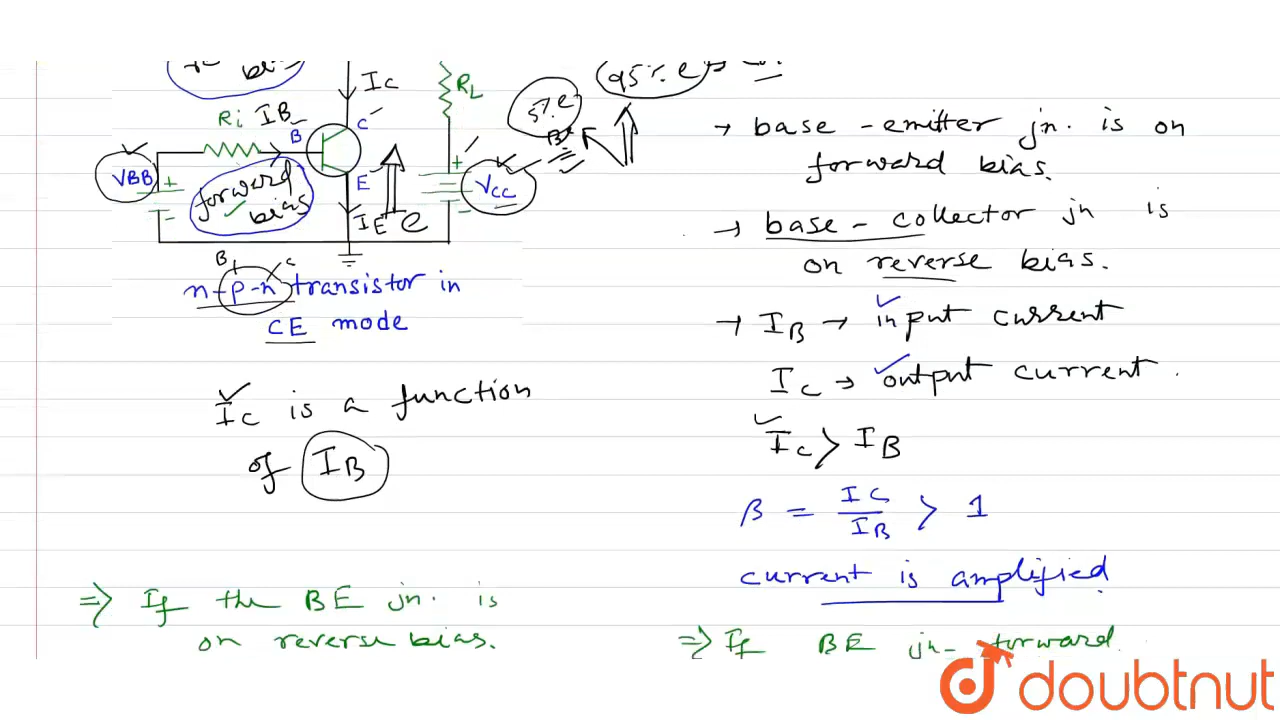 95% e
Ic
RL
5% e-
Ri IB
B
C
B
VBB
+
forward
bias
E
+
VCC
-
-
IE e
B C
n-p-n transistor in
CE mode
Ic is a function
of IB
=> If the BE jn. is
on reverse bias.
→ base-emitter jn. is on
forward bias.
→ base-collector jn is
on reverse bias.
→ IB → input current
Ic → output current.
Ic > IB
β = IC/IB > 1
current is amplified.
=> If BE jn- forward
doubtnut